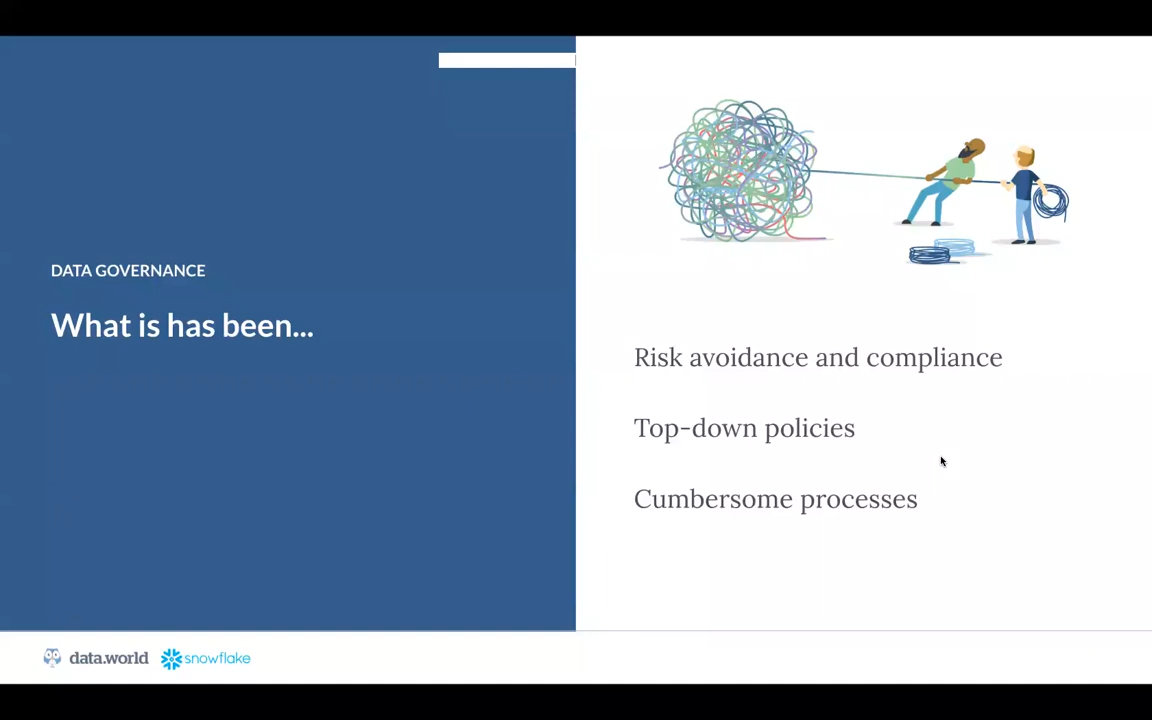 DATA GOVERNANCE
What is has been...
Risk avoidance and compliance
Top-down policies
Cumbersome processes
data.world
snowflake